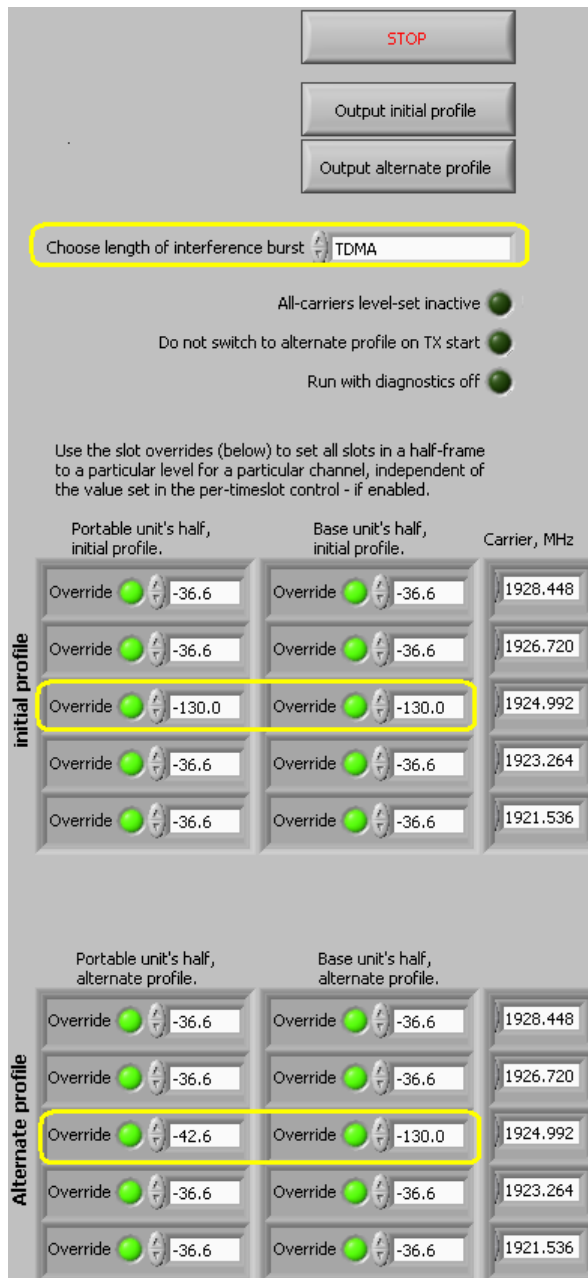 STOP
Output initial profile
Output alternate profile
Choose length of interference burst TDMA
All-carriers level-set inactive
Do not switch to alternate profile on TX start
Run with diagnostics off
Use the slot overrides (below) to set all slots in a half-frame
to a particular level for a particular channel, independent of
the value set in the per-timeslot control - if enabled.
Portable unit's half,
initial profile.
Base unit's half,
initial profile.
Carrier, MHz
initial profile
Override -36.6 Override -36.6 1928.448
Override -36.6 Override -36.6 1926.720
Override -130.0 Override -130.0 1924.992
Override -36.6 Override -36.6 1923.264
Override -36.6 Override -36.6 1921.536
Portable unit's half,
alternate profile.
Base unit's half,
alternate profile.
Alternate profile
Override -36.6 Override -36.6 1928.448
Override -36.6 Override -36.6 1926.720
Override -42.6 Override -130.0 1924.992
Override -36.6 Override -36.6 1923.264
Override -36.6 Override -36.6 1921.536